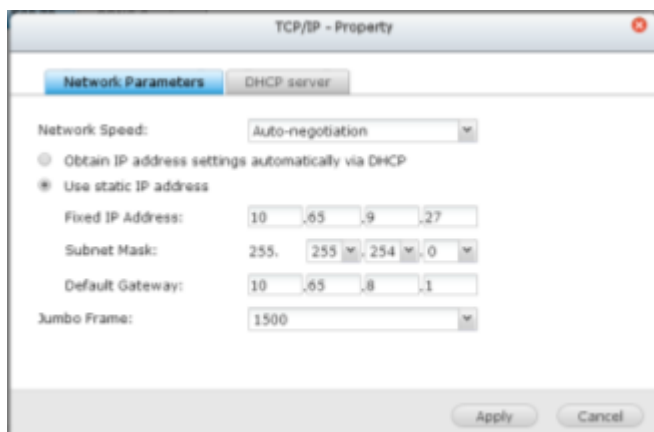 TCP/IP - Property
Network Parameters DHCP server
Network Speed: Auto-negotiation
Obtain IP address settings automatically via DHCP
Use static IP address
Fixed IP Address: 10 .65 .9 .27
Subnet Mask: 255. 255 . 254 . 0
Default Gateway: 10 .65 .8 .1
Jumbo Frame: 1500
Apply Cancel